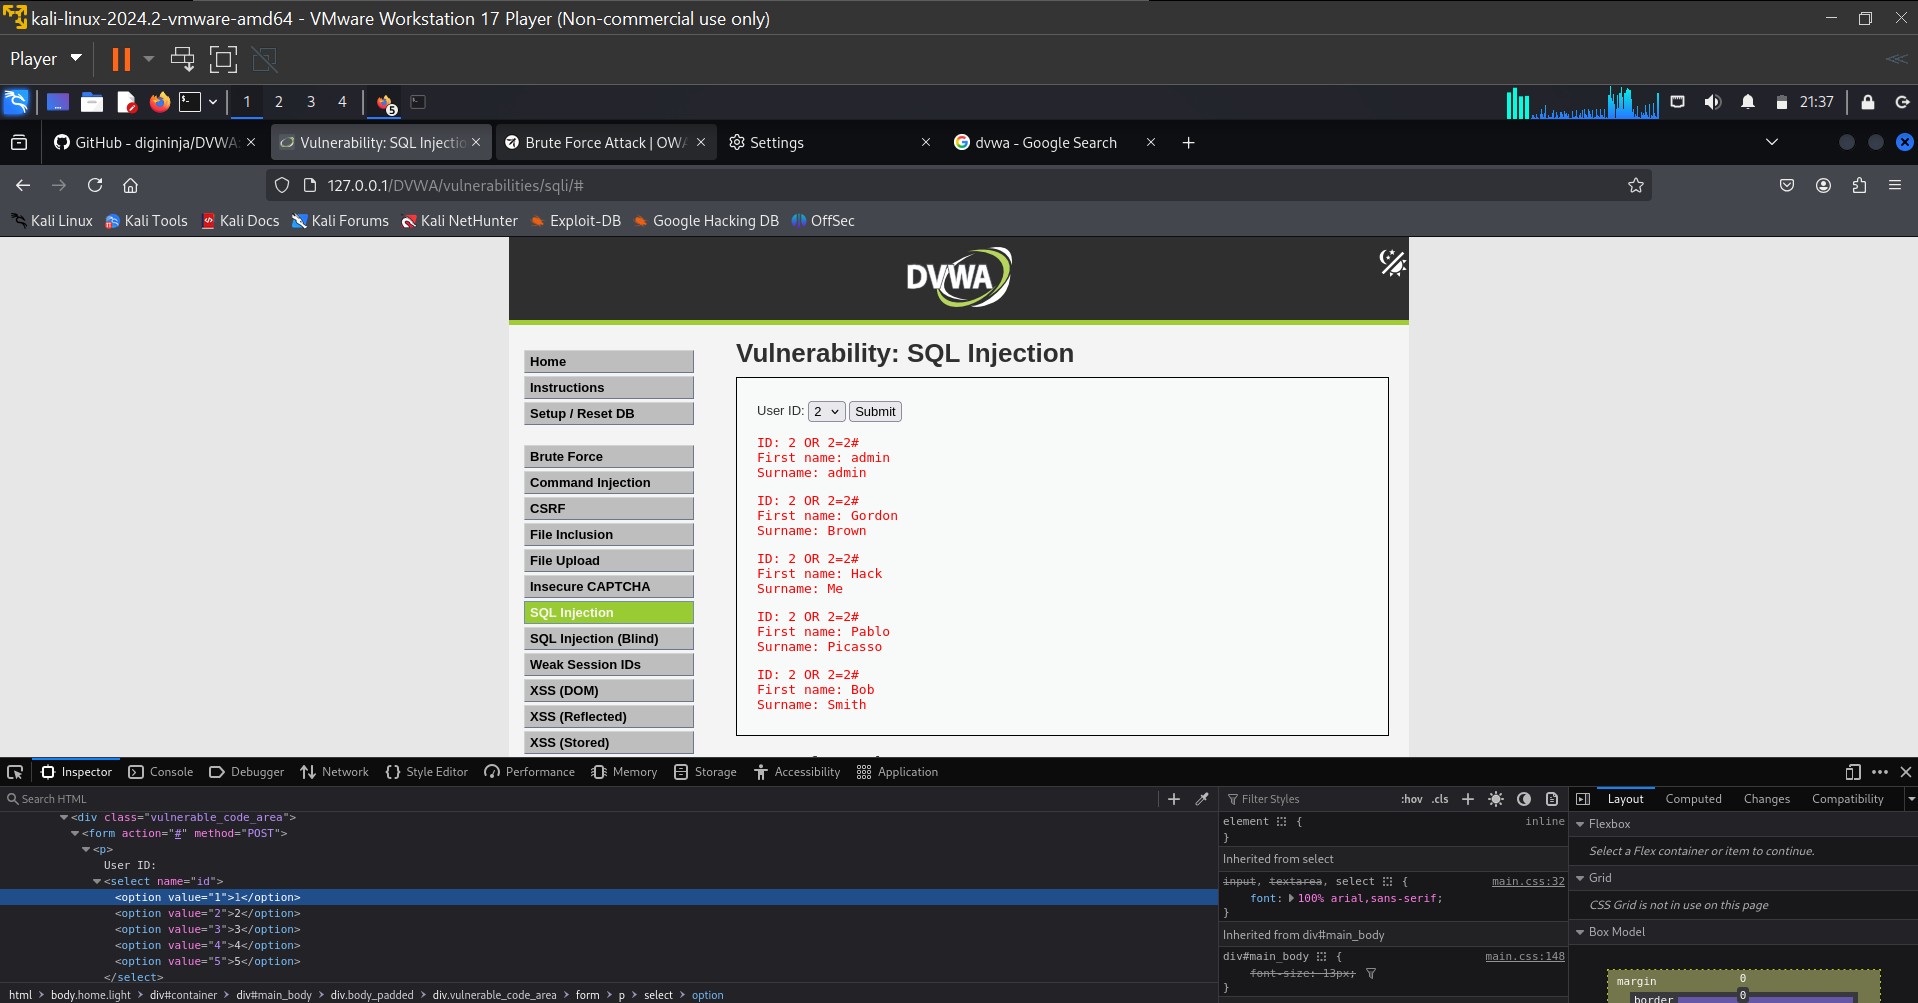 kali-linux-2024.2-vmware-amd64 - VMware Workstation 17 Player (Non-commercial use only)
Player
1 2 3 4 5 21:37
GitHub - digininja/DVWA: Vulnerability: SQL Injectio Brute Force Attack | OWA Settings dvwa - Google Search
127.0.0.1/DVWA/vulnerabilities/sqli/#
Kali Linux Kali Tools Kali Docs Kali Forums Kali NetHunter Exploit-DB Google Hacking DB OffSec
DVWA
Home
Instructions
Setup / Reset DB
Brute Force
Command Injection
CSRF
File Inclusion
File Upload
Insecure CAPTCHA
SQL Injection
SQL Injection (Blind)
Weak Session IDs
XSS (DOM)
XSS (Reflected)
XSS (Stored)
Vulnerability: SQL Injection
User ID: 2 Submit
ID: 2 OR 2=2#
First name: admin
Surname: admin
ID: 2 OR 2=2#
First name: Gordon
Surname: Brown
ID: 2 OR 2=2#
First name: Hack
Surname: Me
ID: 2 OR 2=2#
First name: Pablo
Surname: Picasso
ID: 2 OR 2=2#
First name: Bob
Surname: Smith
Inspector Console Debugger Network Style Editor Performance Memory Storage Accessibility Application
Search HTML
<div class="vulnerable_code_area">
<form action="#" method="POST">
<p>
User ID:
<select name="id">
<option value="1">1</option>
<option value="2">2</option>
<option value="3">3</option>
<option value="4">4</option>
<option value="5">5</option>
</select>
html > body.home.light > div#container > div#main_body > div.body_padded > div.vulnerable_code_area > form > p > select > option
Filter Styles :hov .cls
element { inline
}
Inherited from select
input, textarea, select { main.css:32
font: 100% arial,sans-serif;
}
Inherited from div#main_body
div#main_body { main.css:148
font-size: 13px;
}
Layout Computed Changes Compatibility
Flexbox
Select a Flex container or item to continue.
Grid
CSS Grid is not in use on this page
Box Model
margin 0
border 0